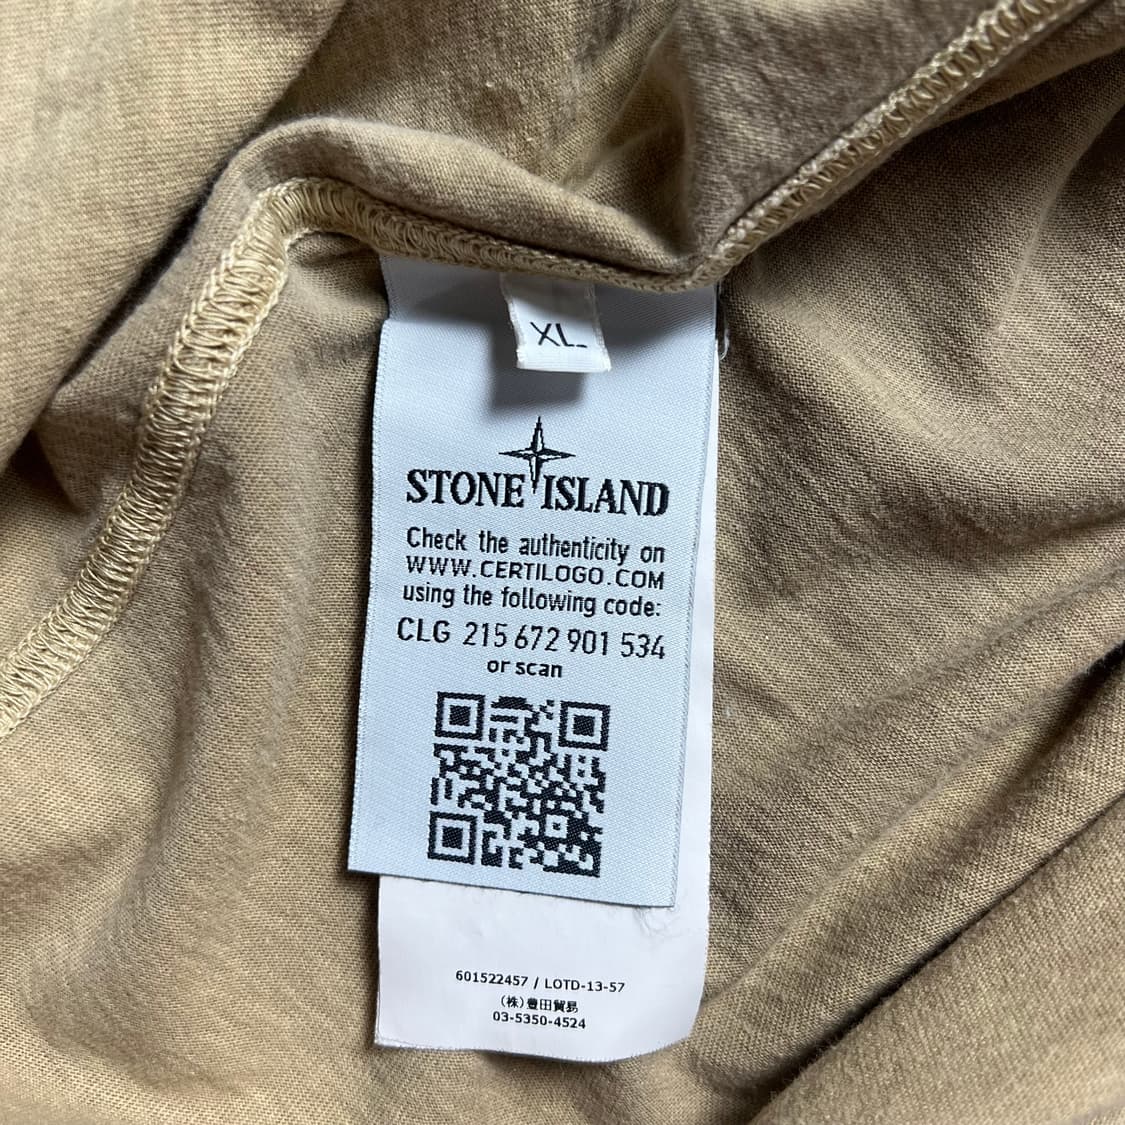 XL
STONE ISLAND
Check the authenticity on
WWW.CERTILOGO.COM
using the following code:
CLG 215 672 901 534
or scan
601522457 / LOTD-13-57
(株)豊田貿易
03-5350-4524